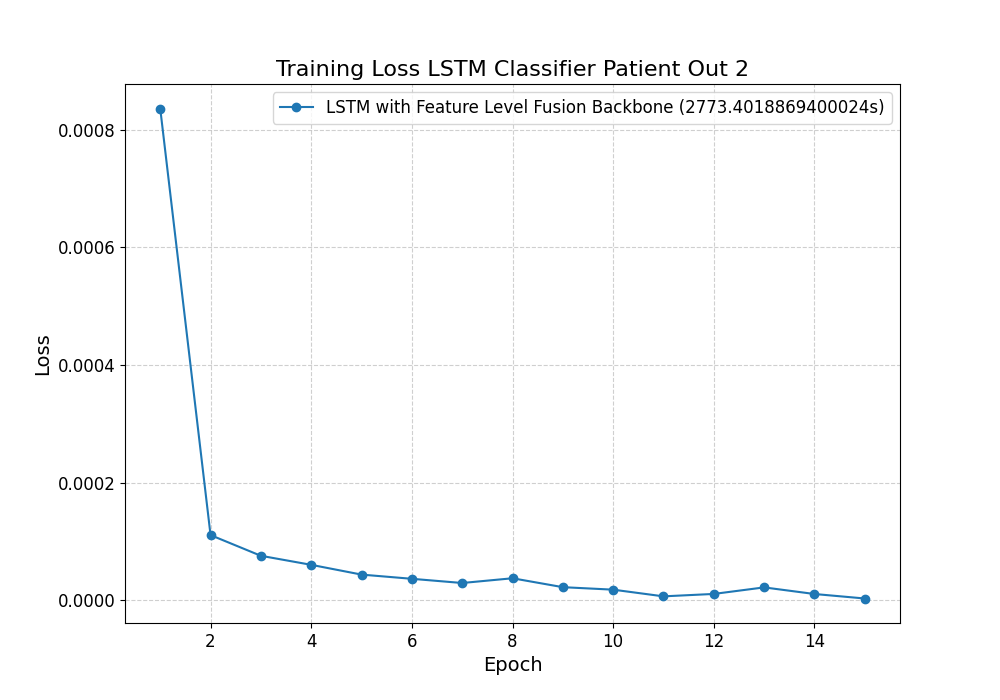 Training Loss LSTM Classifier Patient Out 2
LSTM with Feature Level Fusion Backbone (2773.4018869400024s)
0.0008
0.0006
0.0004
0.0002
0.0000
Loss
2 4 6 8 10 12 14
Epoch